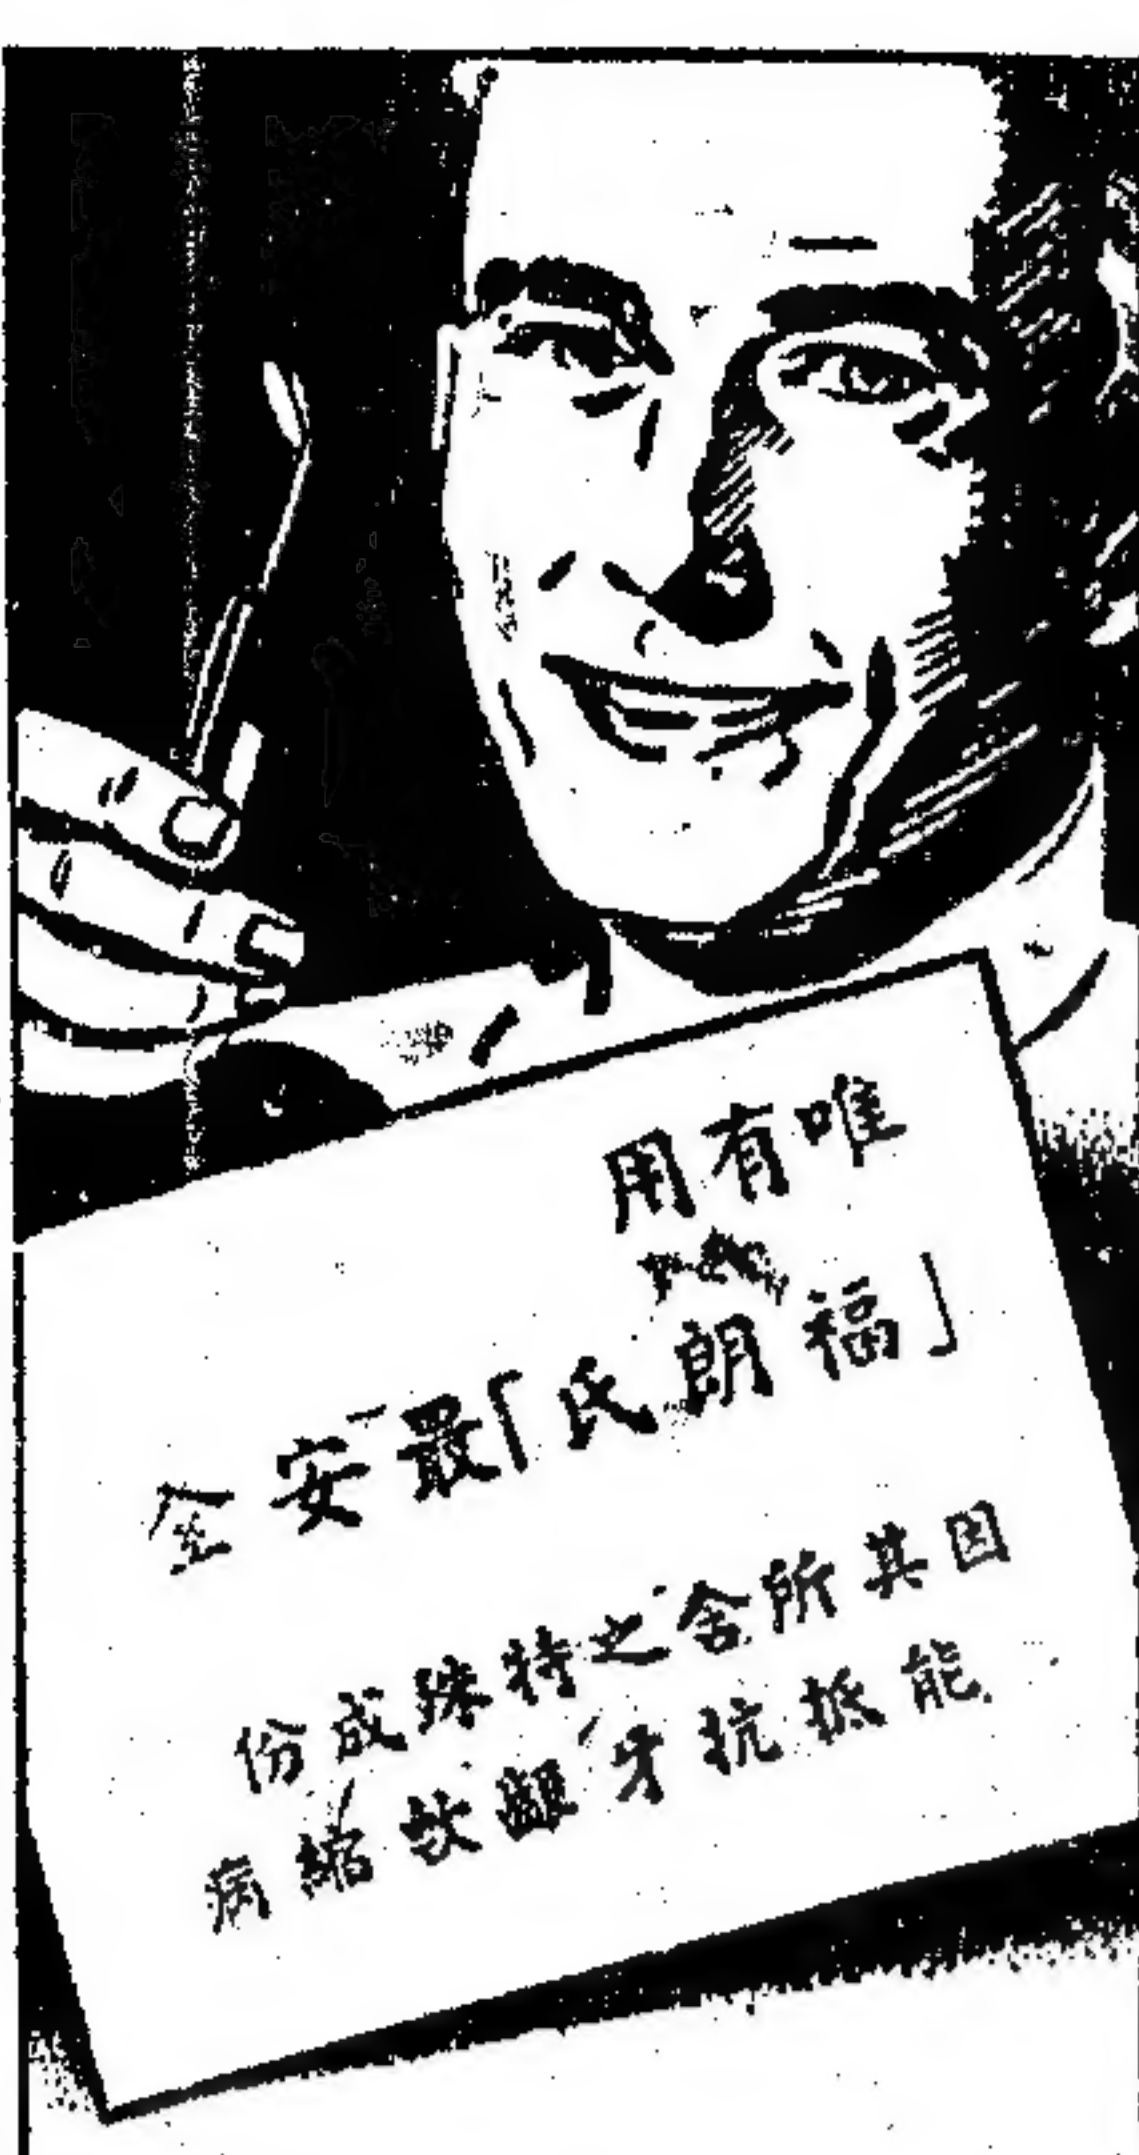 唯有用
「福朗氏」最安全
因其所含之特殊成份
能抵抗牙齦軟縮病